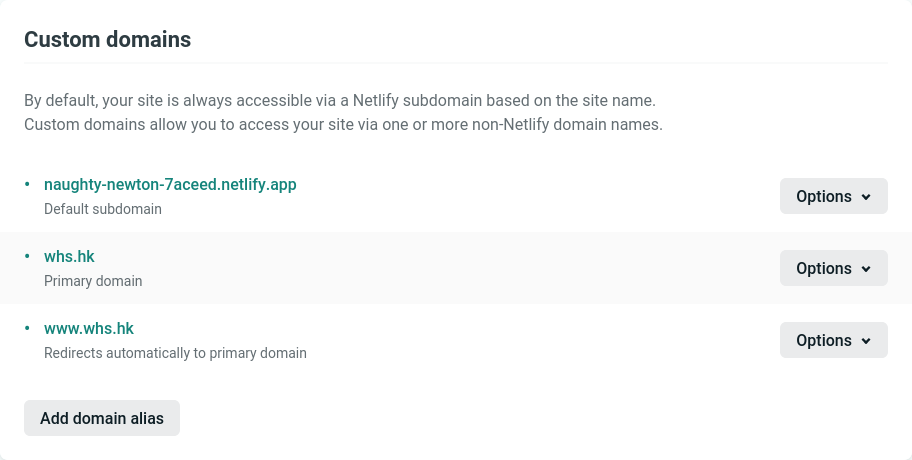 Custom domains
By default, your site is always accessible via a Netlify subdomain based on the site name.
Custom domains allow you to access your site via one or more non-Netlify domain names.
• naughty-newton-7aceed.netlify.app
Default subdomain
Options
• whs.hk
Primary domain
Options
• www.whs.hk
Redirects automatically to primary domain
Options
Add domain alias